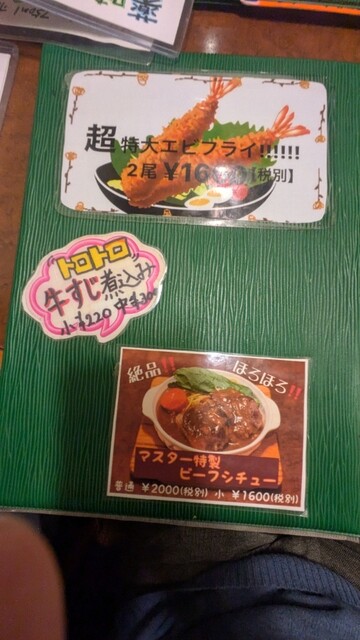 超特大エビフライ!!!!!!
2尾 【税別】
"トロトロ"
牛すじ煮込み
小¥220
絶品!! ほろほろ!!
マスター特製
ビーフシチュー
普通 ¥2000(税別) 小 ¥1600(税別)